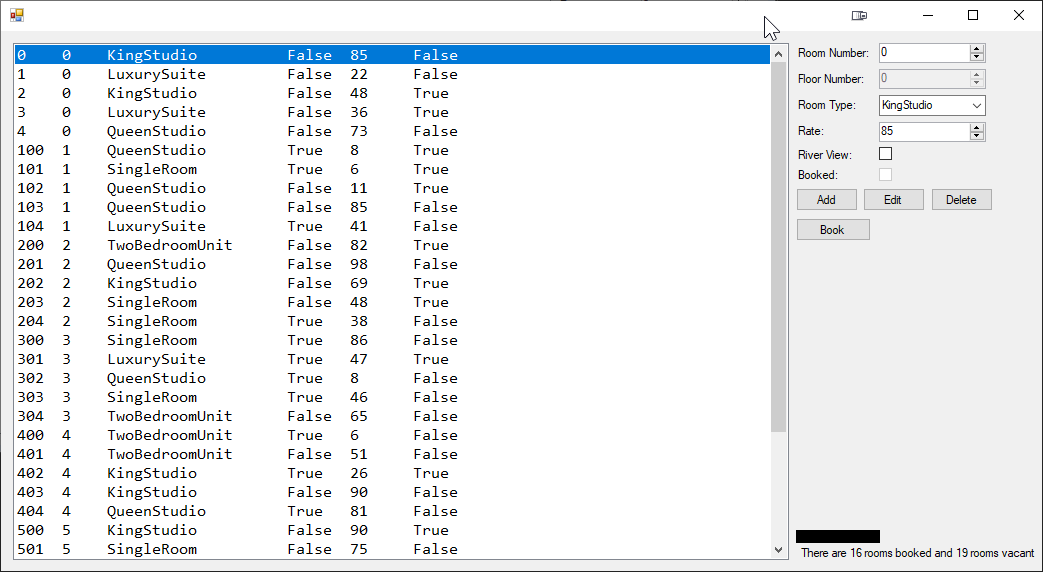 0 0 KingStudio False 85 False
1 0 LuxurySuite False 22 False
2 0 KingStudio False 48 True
3 0 LuxurySuite False 36 True
4 0 QueenStudio False 73 False
100 1 QueenStudio True 8 True
101 1 SingleRoom True 6 True
102 1 QueenStudio False 11 True
103 1 QueenStudio False 85 False
104 1 LuxurySuite True 41 False
200 2 TwoBedroomUnit False 82 True
201 2 QueenStudio False 98 False
202 2 KingStudio False 69 True
203 2 SingleRoom False 48 True
204 2 SingleRoom True 38 False
300 3 SingleRoom True 86 False
301 3 LuxurySuite True 47 True
302 3 QueenStudio True 8 False
303 3 SingleRoom True 46 False
304 3 TwoBedroomUnit False 65 False
400 4 TwoBedroomUnit True 6 False
401 4 TwoBedroomUnit False 51 False
402 4 KingStudio True 26 True
403 4 KingStudio False 90 False
404 4 QueenStudio True 81 False
500 5 KingStudio False 90 True
501 5 SingleRoom False 75 False
Room Number: 0
Floor Number: 0
Room Type: KingStudio
Rate: 85
River View:
Booked:
Add Edit Delete
Book
There are 16 rooms booked and 19 rooms vacant